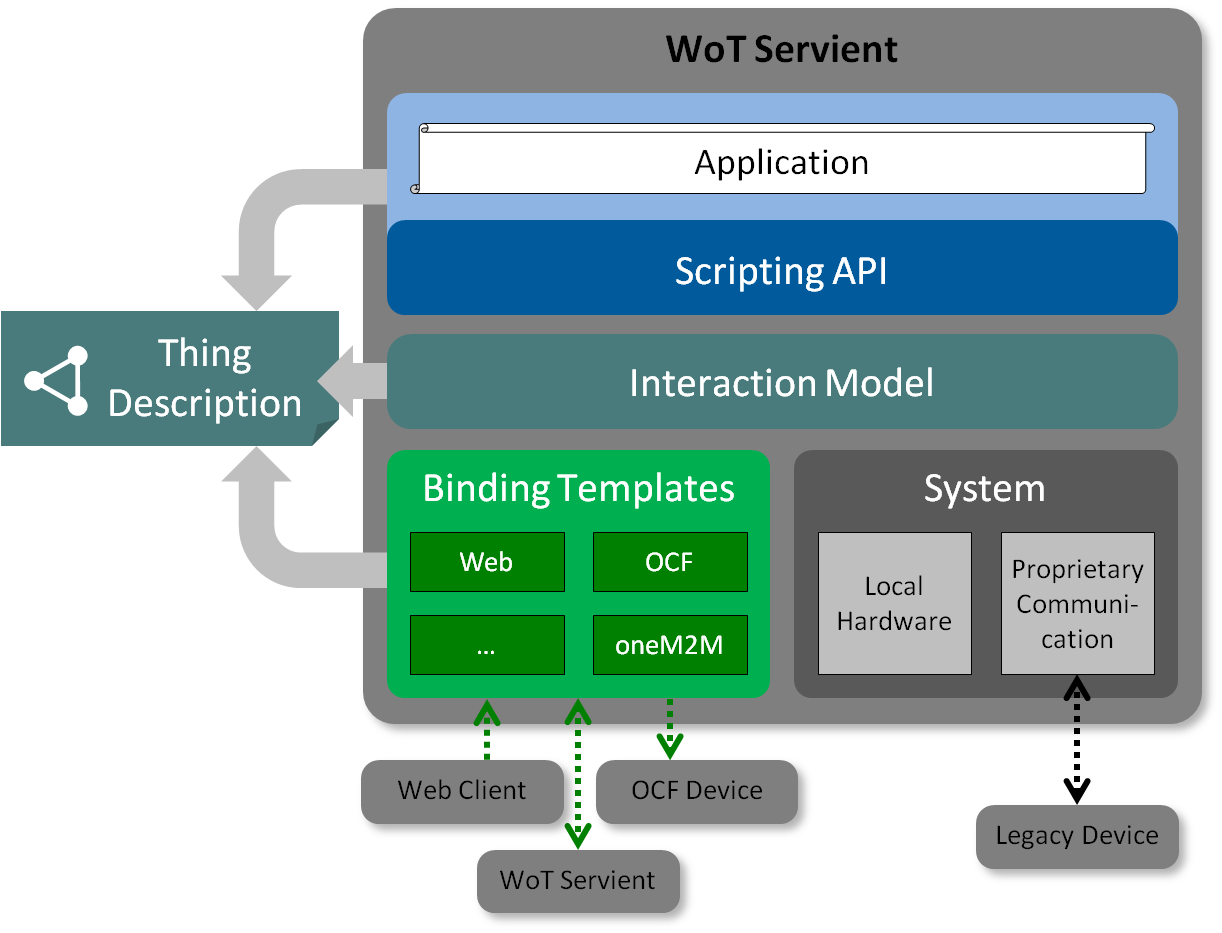 WoT Servient
Application
Scripting API
Thing
Description
Interaction Model
Binding Templates
Web
OCF
...
oneM2M
System
Local
Hardware
Proprietary
Communi-
cation
Web Client
OCF Device
WoT Servient
Legacy Device